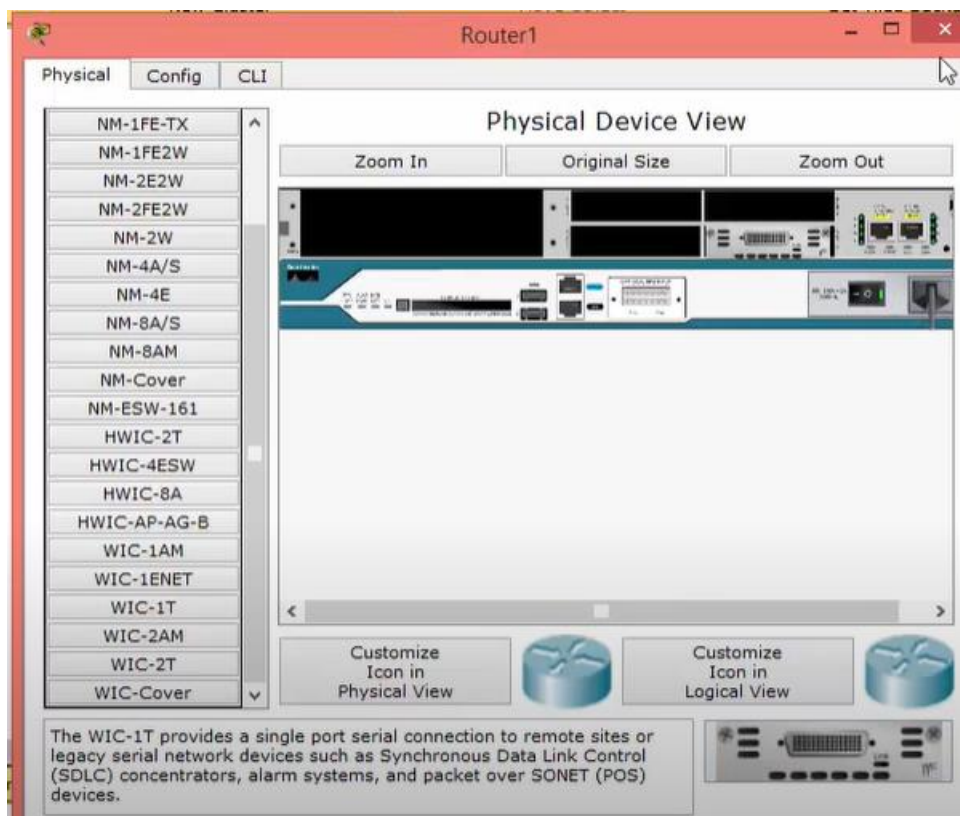 Router1
Physical
Config
CLI
NM-1FE-TX
NM-1FE2W
NM-2E2W
NM-2FE2W
NM-2W
NM-4A/S
NM-4E
NM-8A/S
NM-8AM
NM-Cover
NM-ESW-161
HWIC-2T
HWIC-4ESW
HWIC-8A
HWIC-AP-AG-B
WIC-1AM
WIC-1ENET
WIC-1T
WIC-2AM
WIC-2T
WIC-Cover
Physical Device View
Zoom In
Original Size
Zoom Out
Customize
Icon in
Physical View
Customize
Icon in
Logical View
The WIC-1T provides a single port serial connection to remote sites or
legacy serial network devices such as Synchronous Data Link Control
(SDLC) concentrators, alarm systems, and packet over SONET (POS)
devices.